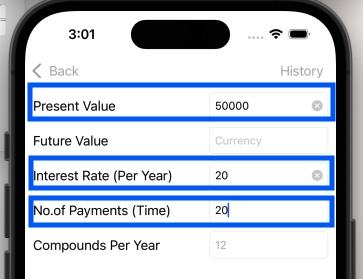 3:01
Back History
Present Value 50000
Future Value Currency
Interest Rate (Per Year) 20
No.of Payments (Time) 20
Compounds Per Year 12